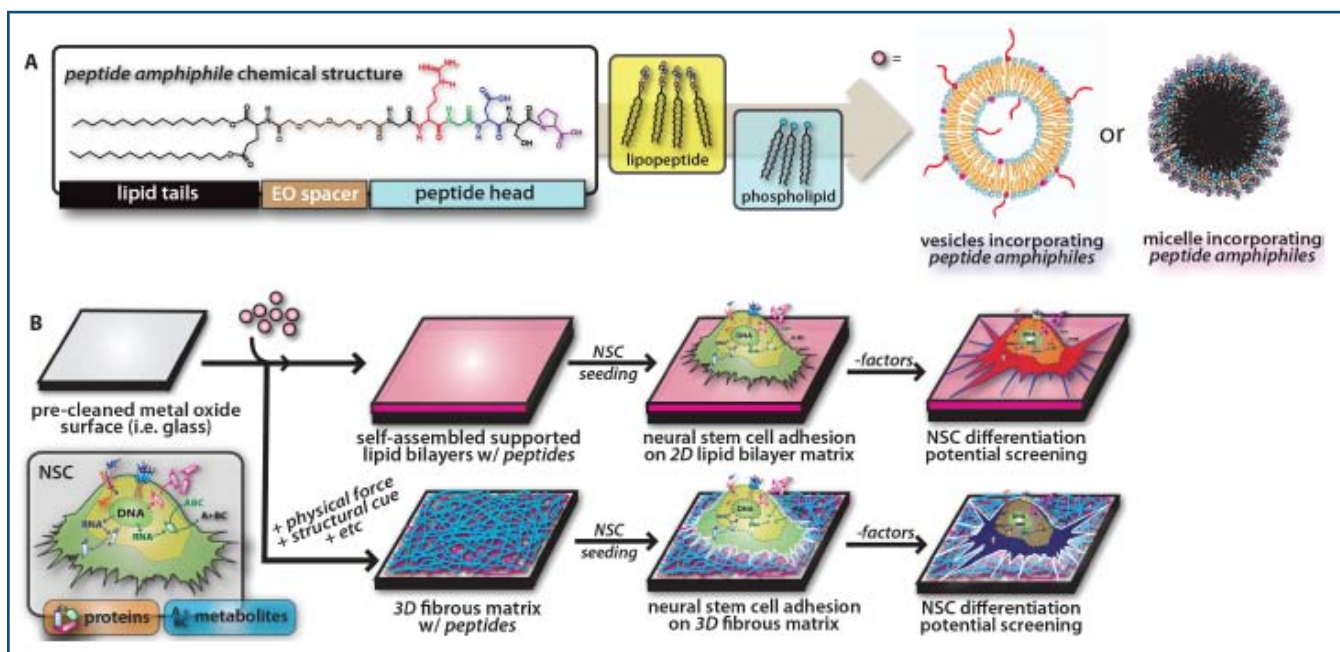 A
peptide amphiphile chemical structure
lipid tails
EO spacer
peptide head
lipopeptide
phospholipid
=
or
vesicles incorporating
peptide amphiphiles
micelle incorporating
peptide amphiphiles
B
pre-cleaned metal oxide
surface (i.e. glass)
self-assembled supported
lipid bilayers w/ peptides
NSC
seeding
neural stem cell adhesion
on 2D lipid bilayer matrix
-factors
NSC differentiation
potential screening
NSC
DNA
RNA
RNA
ABC
A+BC
proteins
metabolites
+ physical force
+ structural cue
+ etc
3D fibrous matrix
w/ peptides
NSC
seeding
neural stem cell adhesion
on 3D fibrous matrix
-factors
NSC differentiation
potential screening